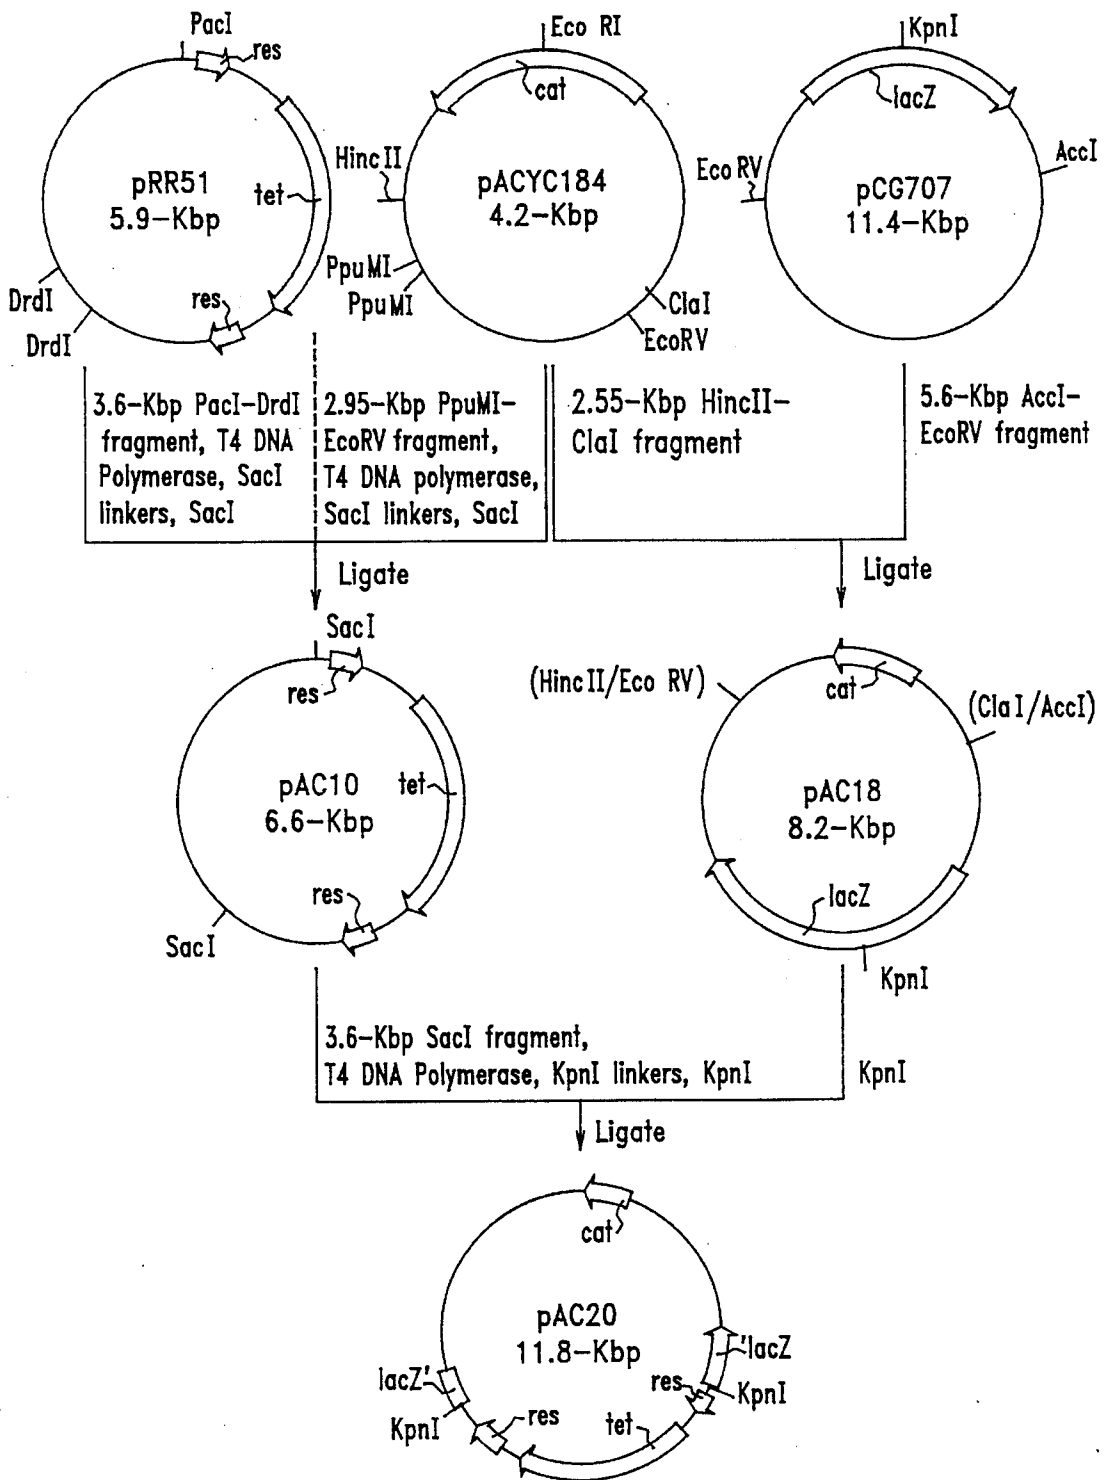 PacI
res
tet
pRR51
5.9-Kbp
DrdI
DrdI
res
Eco RI
cat
Hinc II
pACYC184
4.2-Kbp
PpuMI
PpuMI
ClaI
EcoRV
KpnI
lacZ
AccI
Eco RV
pCG707
11.4-Kbp
3.6-Kbp PacI-DrdI
fragment, T4 DNA
Polymerase, SacI
linkers, SacI
2.95-Kbp PpuMI-
EcoRV fragment,
T4 DNA polymerase,
SacI linkers, SacI
2.55-Kbp HincII-
ClaI fragment
5.6-Kbp AccI-
EcoRV fragment
Ligate
Ligate
SacI
res
tet
pAC10
6.6-Kbp
res
SacI
(Hinc II/Eco RV)
cat
(Cla I/AccI)
pAC18
8.2-Kbp
lacZ
KpnI
3.6-Kbp SacI fragment,
T4 DNA Polymerase, KpnI linkers, KpnI
KpnI
Ligate
cat
pAC20
11.8-Kbp
'lacZ
lacZ'
res
KpnI
KpnI
res
tet